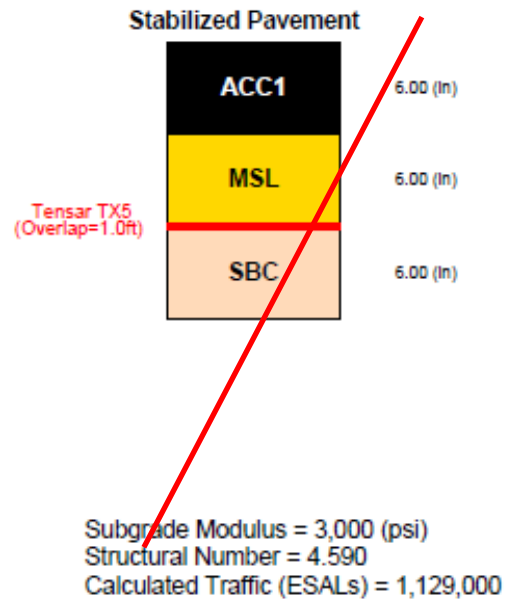 Stabilized Pavement
ACC1
6.00 (in)
MSL
6.00 (in)
Tensar TX5
(Overlap=1.0ft)
SBC
6.00 (in)
Subgrade Modulus = 3,000 (psi)
Structural Number = 4.590
Calculated Traffic (ESALs) = 1,129,000